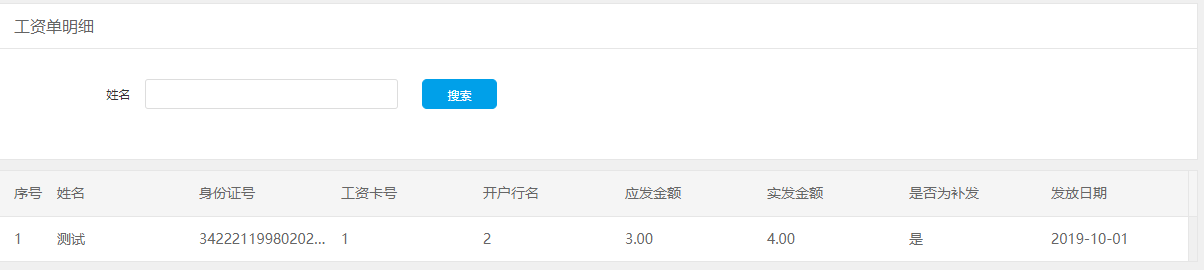 工资单明细
姓名 搜索
序号 姓名 身份证号 工资卡号 开户行名 应发金额 实发金额 是否为补发 发放日期
1 测试 34222119980202... 1 2 3.00 4.00 是 2019-10-01